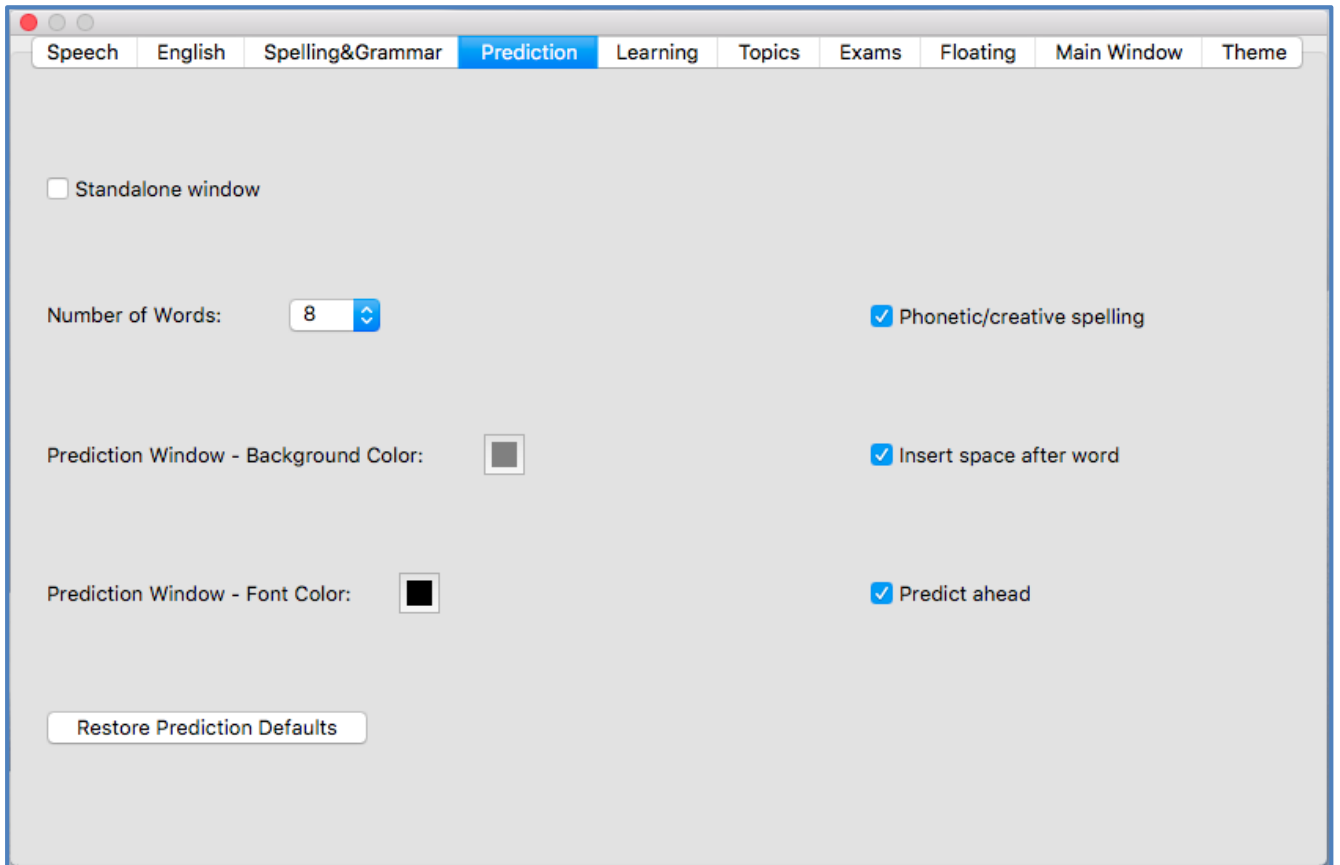 Speech English Spelling&Grammar Prediction Learning Topics Exams Floating Main Window Theme
Standalone window
Number of Words: 8 Phonetic/creative spelling
Prediction Window - Background Color: Insert space after word
Prediction Window - Font Color: Predict ahead
Restore Prediction Defaults